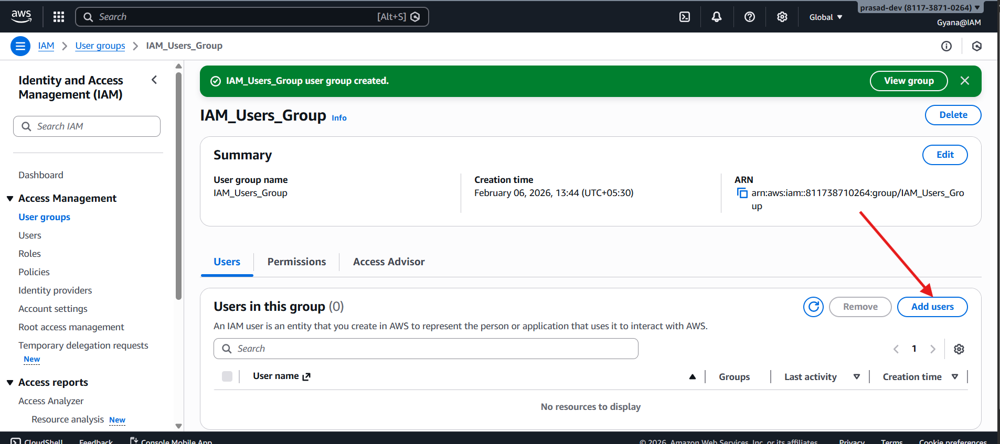 aws
Search
[Alt+S]
Global
prasad-dev (8117-3871-0264)
Gyana@IAM
IAM
User groups
IAM_Users_Group
Identity and Access
Management (IAM)
Search IAM
Dashboard
Access Management
User groups
Users
Roles
Policies
Identity providers
Account settings
Root access management
Temporary delegation requests
New
Access reports
Access Analyzer
Resource analysis New
IAM_Users_Group user group created.
View group
IAM_Users_Group Info
Delete
Summary
Edit
User group name
IAM_Users_Group
Creation time
February 06, 2026, 13:44 (UTC+05:30)
ARN
arn:aws:iam::811738710264:group/IAM_Users_Gro
up
Users
Permissions
Access Advisor
Users in this group (0)
Remove
Add users
An IAM user is an entity that you create in AWS to represent the person or application that uses it to interact with AWS.
Search
1
User name
Groups
Last activity
Creation time
No resources to display
CloudShell
Feedback
Console Mobile App
© 2026, Amazon Web Services, Inc. or its affiliates.
Privacy
Terms
Cookie preferences